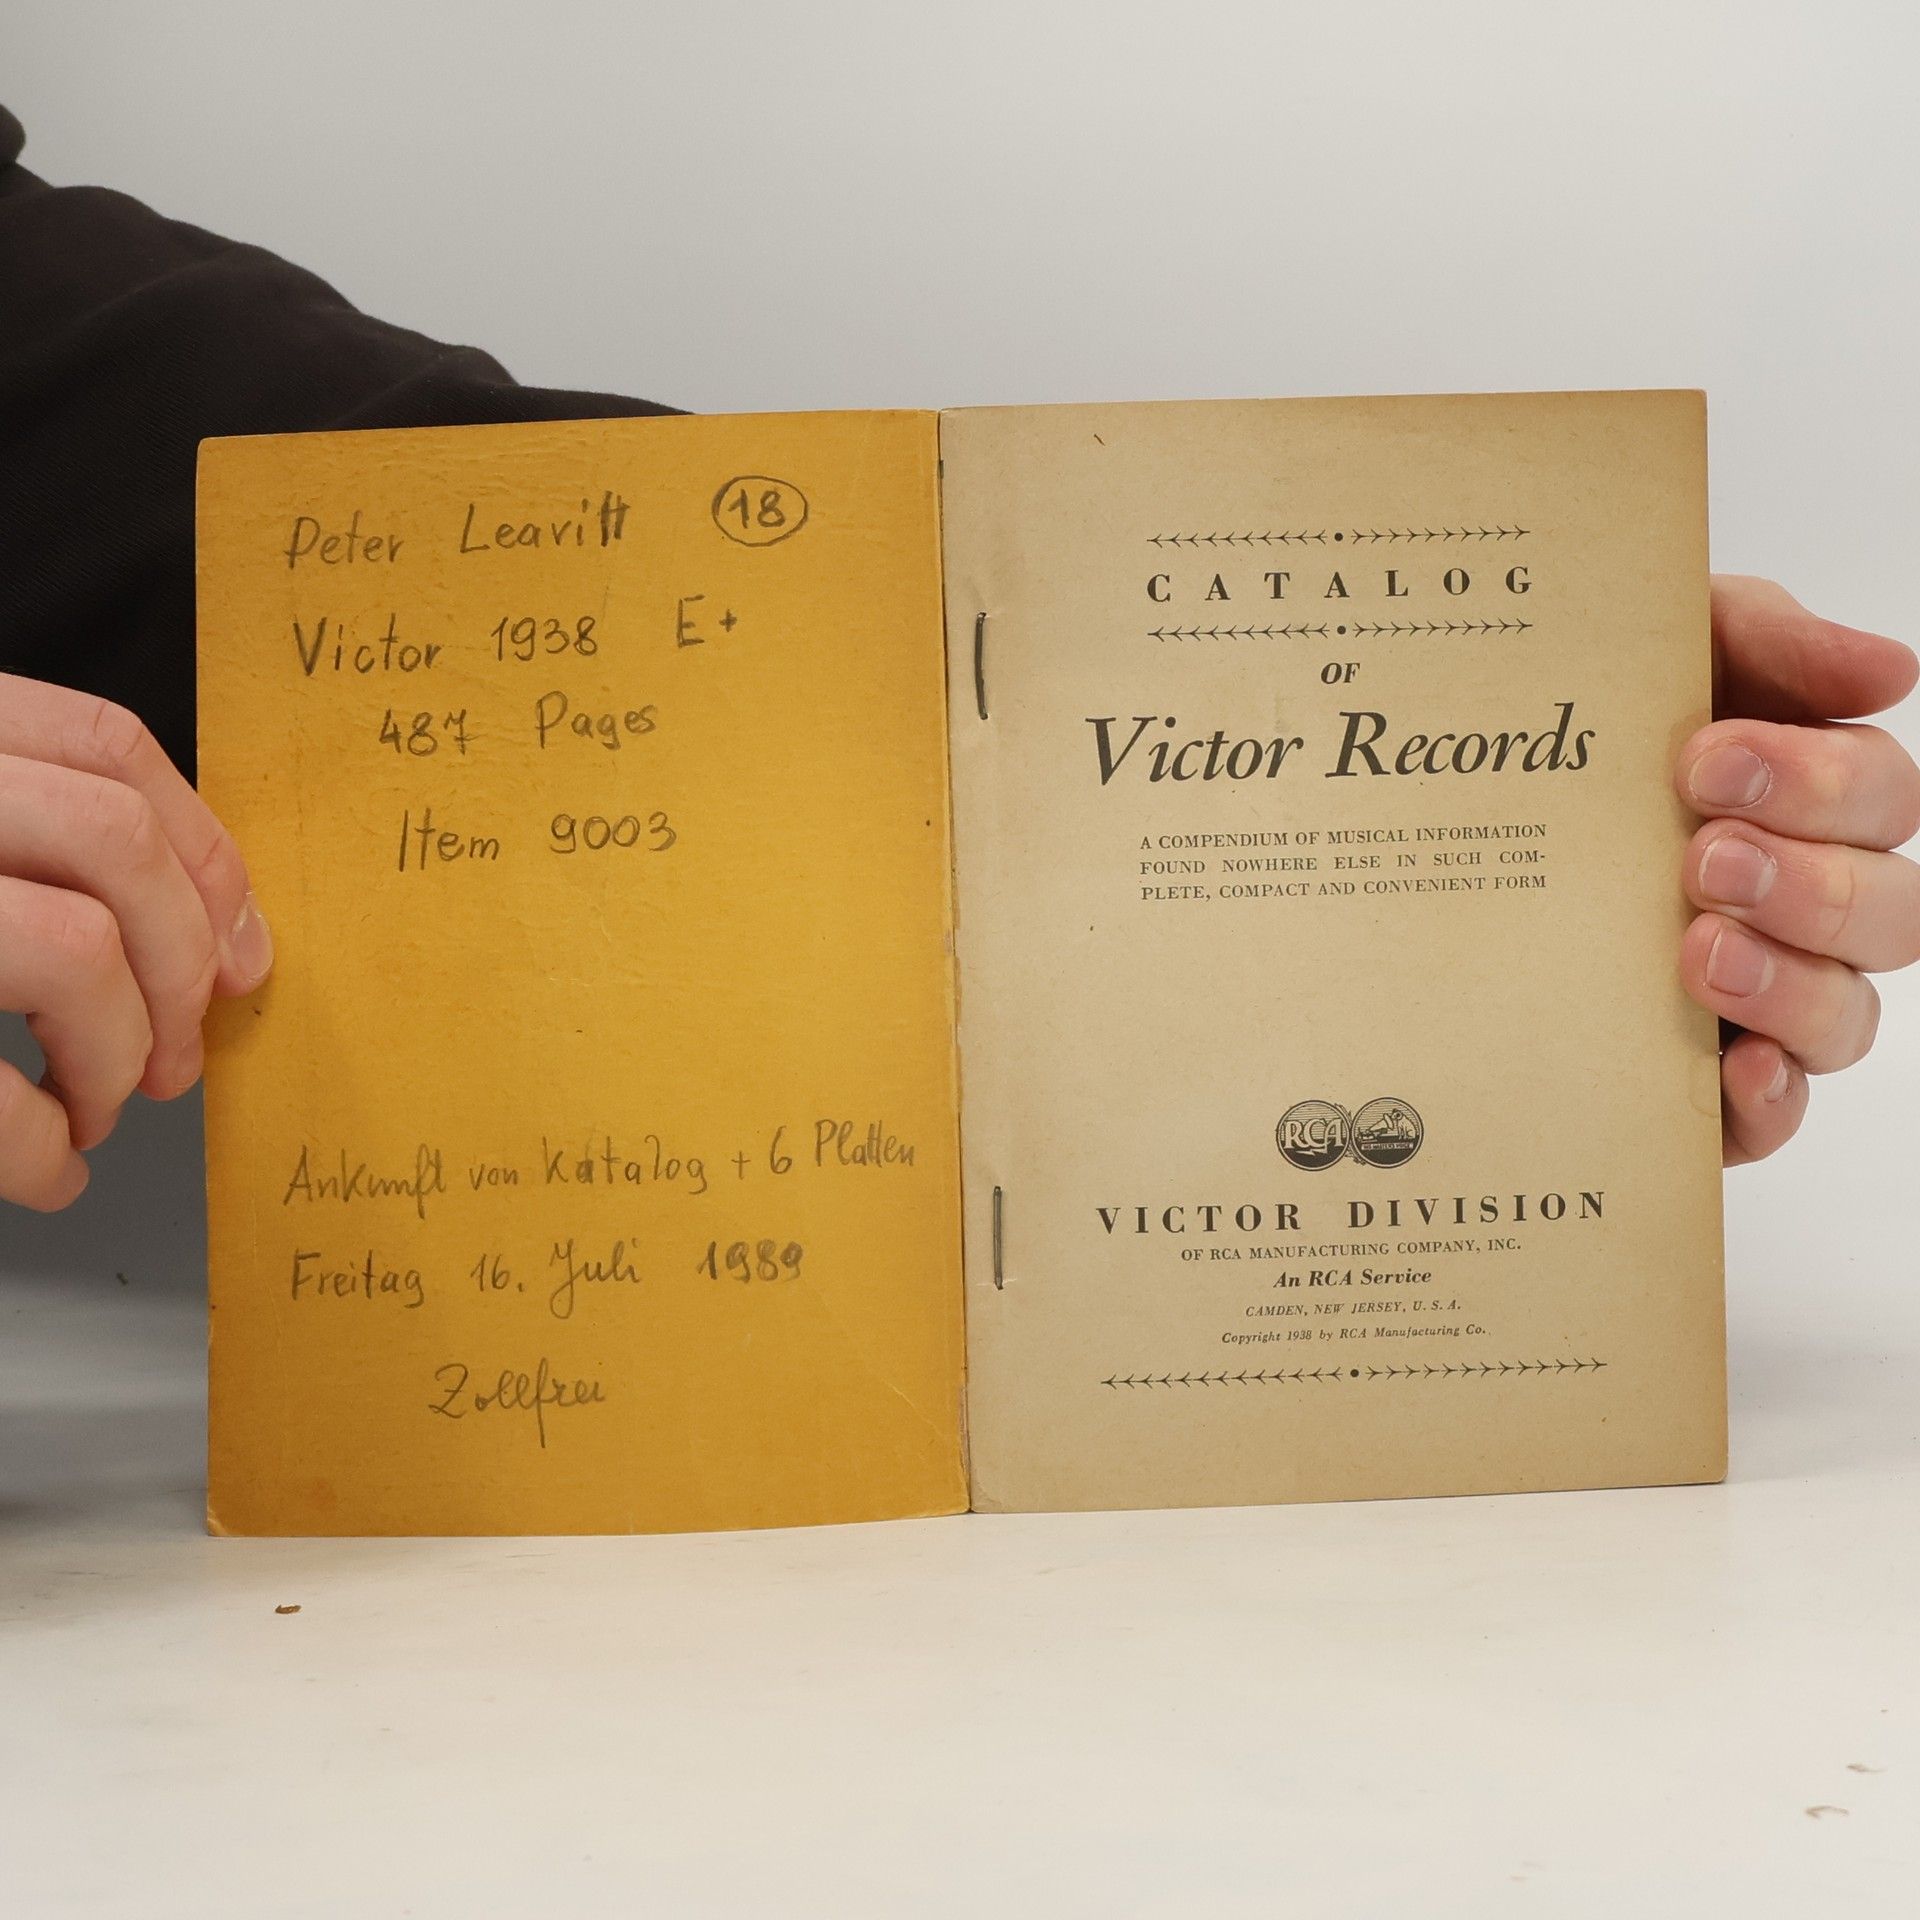 Peter Leavitt 18
Victor 1938 E+
487 Pages
Item 9003
Ankunft von Katalog + 6 Platten
Freitag 16. Juli 1989
Zollfrei
CATALOG
OF
Victor Records
A COMPENDIUM OF MUSICAL INFORMATION
FOUND NOWHERE ELSE IN SUCH COM-
PLETE, COMPACT AND CONVENIENT FORM
RCA
HIS MASTER'S VOICE
VICTOR DIVISION
OF RCA MANUFACTURING COMPANY, INC.
An RCA Service
CAMDEN, NEW JERSEY, U. S. A.
Copyright 1938 by RCA Manufacturing Co.